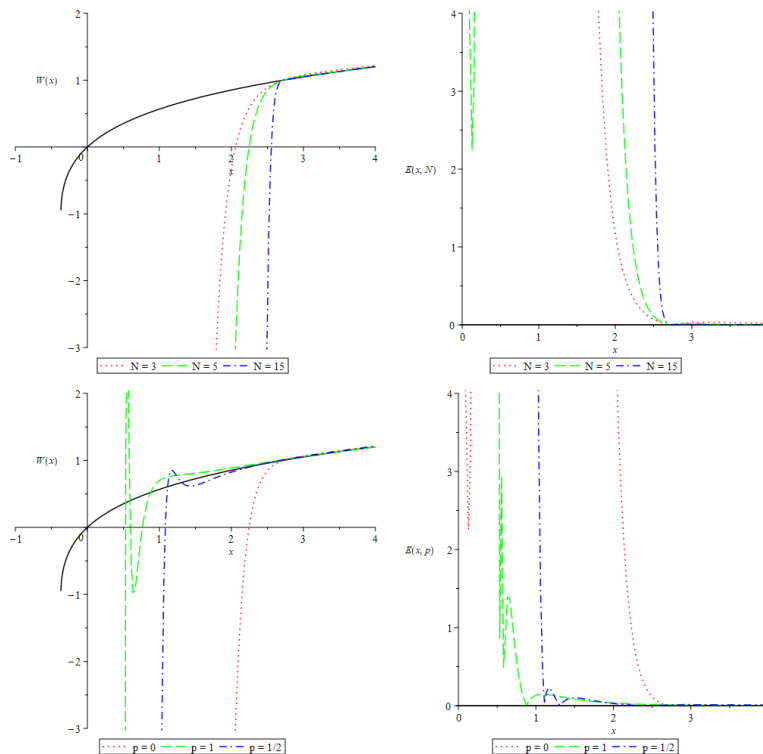 2
W(x)
1
−1
0
1
2
3
4
x
−1
−2
−3
N = 3
N = 5
N = 15
4
3
E(x, N)
2
1
0
0
1
2
3
x
N = 3
N = 5
N = 15
2
W(x)
1
−1
0
1
2
3
4
x
−1
−2
−3
p = 0
p = 1
p = 1/2
4
3
E(x, p)
2
1
0
0
1
2
3
x
p = 0
p = 1
p = 1/2